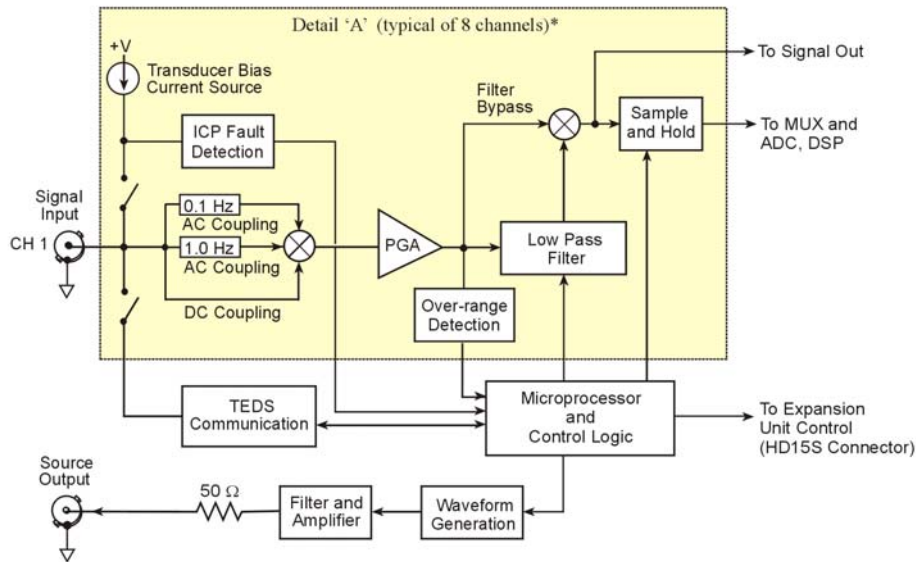 Detail ‘A’ (typical of 8 channels)*
+V
Transducer Bias
Current Source
ICP Fault
Detection
Filter
Bypass
Sample
and Hold
To Signal Out
To MUX and
ADC, DSP
Signal
Input
CH 1
0.1 Hz
AC Coupling
1.0 Hz
AC Coupling
DC Coupling
PGA
Low Pass
Filter
Over-range
Detection
TEDS
Communication
Microprocessor
and
Control Logic
To Expansion
Unit Control
(HD15S Connector)
Source
Output
50 Ω
Filter and
Amplifier
Waveform
Generation